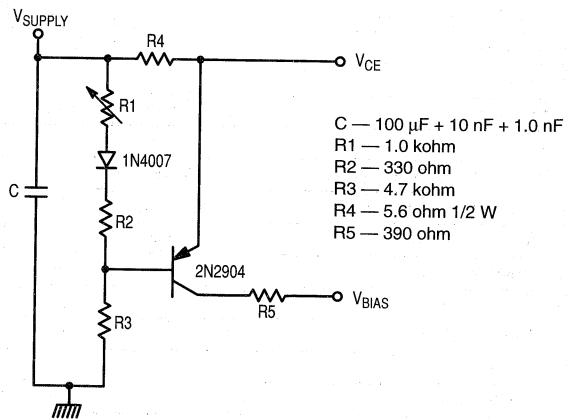 VSUPPLY
R4
VCE
R1
1N4007
C
R2
2N2904
R3
R5
VBIAS
C — 100 µF + 10 nF + 1.0 nF
R1 — 1.0 kohm
R2 — 330 ohm
R3 — 4.7 kohm
R4 — 5.6 ohm 1/2 W
R5 — 390 ohm